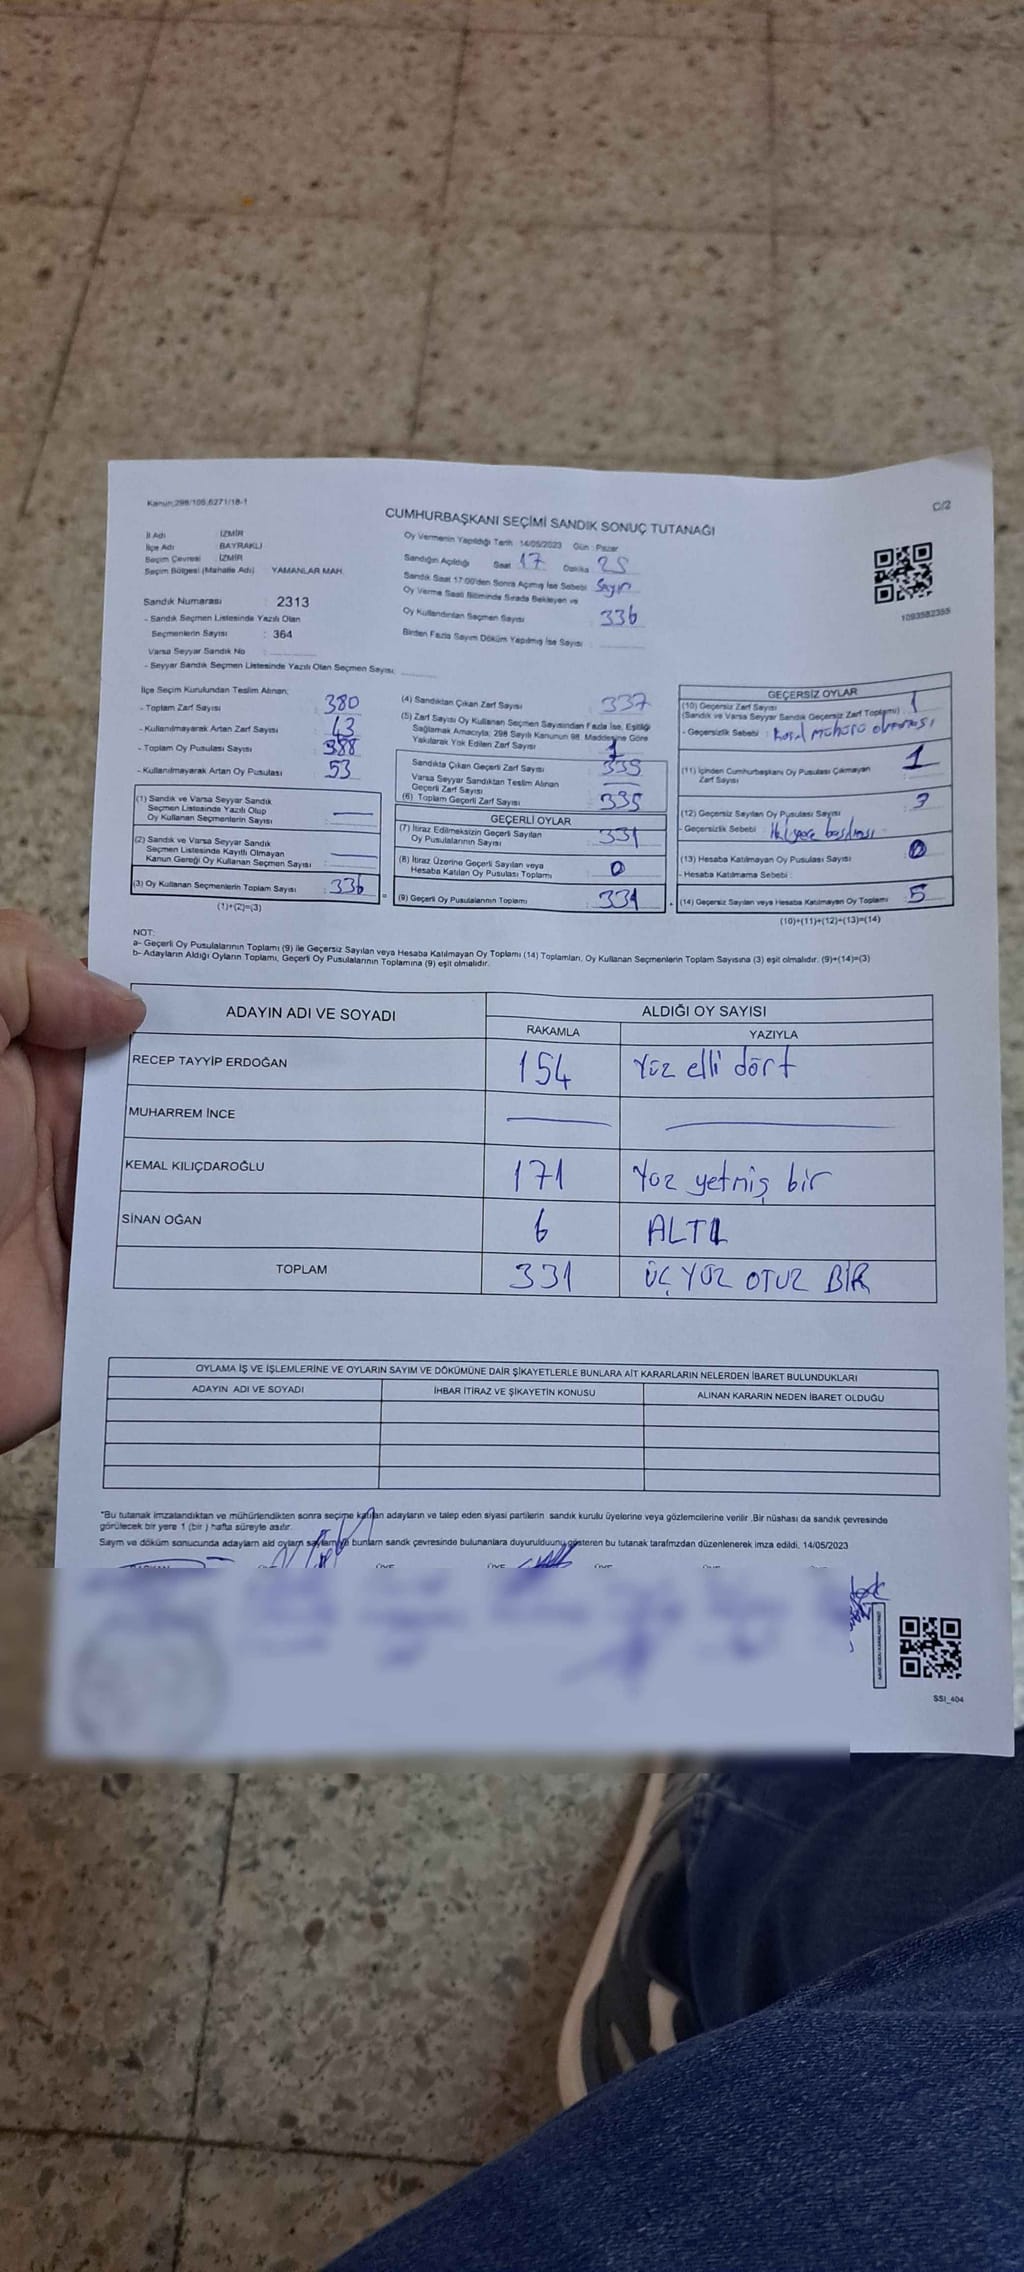 Kanun;298/105,6271/18-1
C/2
CUMHURBAŞKANI SEÇİMİ SANDIK SONUÇ TUTANAĞI
İl Adı : İZMİR
İlçe Adı : BAYRAKLI
Seçim Çevresi : İZMİR
Seçim Bölgesi (Mahalle Adı) YAMANLAR MAH.
Sandık Numarası : 2313
- Sandık Seçmen Listesinde Yazılı Olan
Seçmenlerin Sayısı : 364
Varsa Seyyar Sandık No :
- Seyyar Sandık Seçmen Listesinde Yazılı Olan Seçmen Sayısı:
Oy Vermenin Yapıldığı Tarih :14/05/2023 Gün : Pazar
Sandığın Açıldığı Saat 17 Dakika 25
Sandık Saat 17:00'den Sonra Açılmış İse Sebebi : Sayım
Oy Verme Saati Bitiminde Sırada Bekleyen ve
Oy Kullandırılan Seçmen Sayısı : 336
Birden Fazla Sayım Döküm Yapılmış İse Sayısı :
1093582355
İlçe Seçim Kurulundan Teslim Alınan;
- Toplam Zarf Sayısı : 380
- Kullanılmayarak Artan Zarf Sayısı : 43
- Toplam Oy Pusulası Sayısı : 388
- Kullanılmayarak Artan Oy Pusulası : 53
(1) Sandık ve Varsa Seyyar Sandık
Seçmen Listesinde Yazılı Olup
Oy Kullanan Seçmenlerin Sayısı :
(2) Sandık ve Varsa Seyyar Sandık
Seçmen Listesinde Kayıtlı Olmayan
Kanun Gereği Oy Kullanan Seçmen Sayısı :
(3) Oy Kullanan Seçmenlerin Toplam Sayısı : 336
(1)+(2)=(3)
(4) Sandıktan Çıkan Zarf Sayısı : 337
(5) Zarf Sayısı Oy Kullanan Seçmen Sayısından Fazla İse, Eşitliği
Sağlamak Amacıyla, 298 Sayılı Kanunun 98. Maddesine Göre
Yakılarak Yok Edilen Zarf Sayısı : 1
Sandıkta Çıkan Geçerli Zarf Sayısı : 335
Varsa Seyyar Sandıktan Teslim Alınan
Geçerli Zarf Sayısı :
(6) Toplam Geçerli Zarf Sayısı : 335
GEÇERLİ OYLAR
(7) İtiraz Edilmeksizin Geçerli Sayılan
Oy Pusulalarının Sayısı : 331
(8) İtiraz Üzerine Geçerli Sayılan veya
Hesaba Katılan Oy Pusulası Toplamı : 0
(9) Geçerli Oy Pusulalarının Toplamı : 331
GEÇERSİZ OYLAR
(10) Geçersiz Zarf Sayısı
(Sandık ve Varsa Seyyar Sandık Geçersiz Zarf Toplamı) : 1
- Geçersizlik Sebebi : Kurul mühürü olmaması
(11) İçinden Cumhurbaşkanı Oy Pusulası Çıkmayan
Zarf Sayısı : 1
(12) Geçersiz Sayılan Oy Pusulası Sayısı : 3
- Geçersizlik Sebebi : basılması
(13) Hesaba Katılmayan Oy Pusulası Sayısı : 0
- Hesaba Katılmama Sebebi :
(14) Geçersiz Sayılan veya Hesaba Katılmayan Oy Toplamı : 5
(10)+(11)+(12)+(13)=(14)
NOT:
a- Geçerli Oy Pusulalarının Toplamı (9) ile Geçersiz Sayılan veya Hesaba Katılmayan Oy Toplamı (14) Toplamları, Oy Kullanan Seçmenlerin Toplam Sayısına (3) eşit olmalıdır. (9)+(14)=(3)
b- Adayların Aldığı Oyların Toplamı, Geçerli Oy Pusulalarının Toplamına (9) eşit olmalıdır.
ADAYIN ADI VE SOYADI ALDIĞI OY SAYISI
RAKAMLA YAZIYLA
RECEP TAYYİP ERDOĞAN 154 Yüz elli dört
MUHARREM İNCE
KEMAL KILIÇDAROĞLU 171 Yüz yetmiş bir
SİNAN OĞAN 6 ALTI
TOPLAM 331 ÜÇ YÜZ OTUZ BİR
OYLAMA İŞ VE İŞLEMLERİNE VE OYLARIN SAYIM VE DÖKÜMÜNE DAİR ŞİKAYETLERLE BUNLARA AİT KARARLARIN NELERDEN İBARET BULUNDUKLARI
ADAYIN ADI VE SOYADI İHBAR İTİRAZ VE ŞİKAYETİN KONUSU ALINAN KARARIN NEDEN İBARET OLDUĞU
*Bu tutanak imzalandıktan ve mühürlendikten sonra seçime katılan adayların ve talep eden siyasi partilerin sandık kurulu üyelerine veya gözlemcilerine verilir.Bir nüshası da sandık çevresinde
görülecek bir yere 1 (bir ) hafta süreyle asılır.
Sayım ve döküm sonucunda adayların aldı oyların bunlarn sandk çevresinde bulunanlara duyurulduunu gösteren bu tutanak tarafmzdan düzenlenerek imza edildi. 14/05/2023
SSI_404